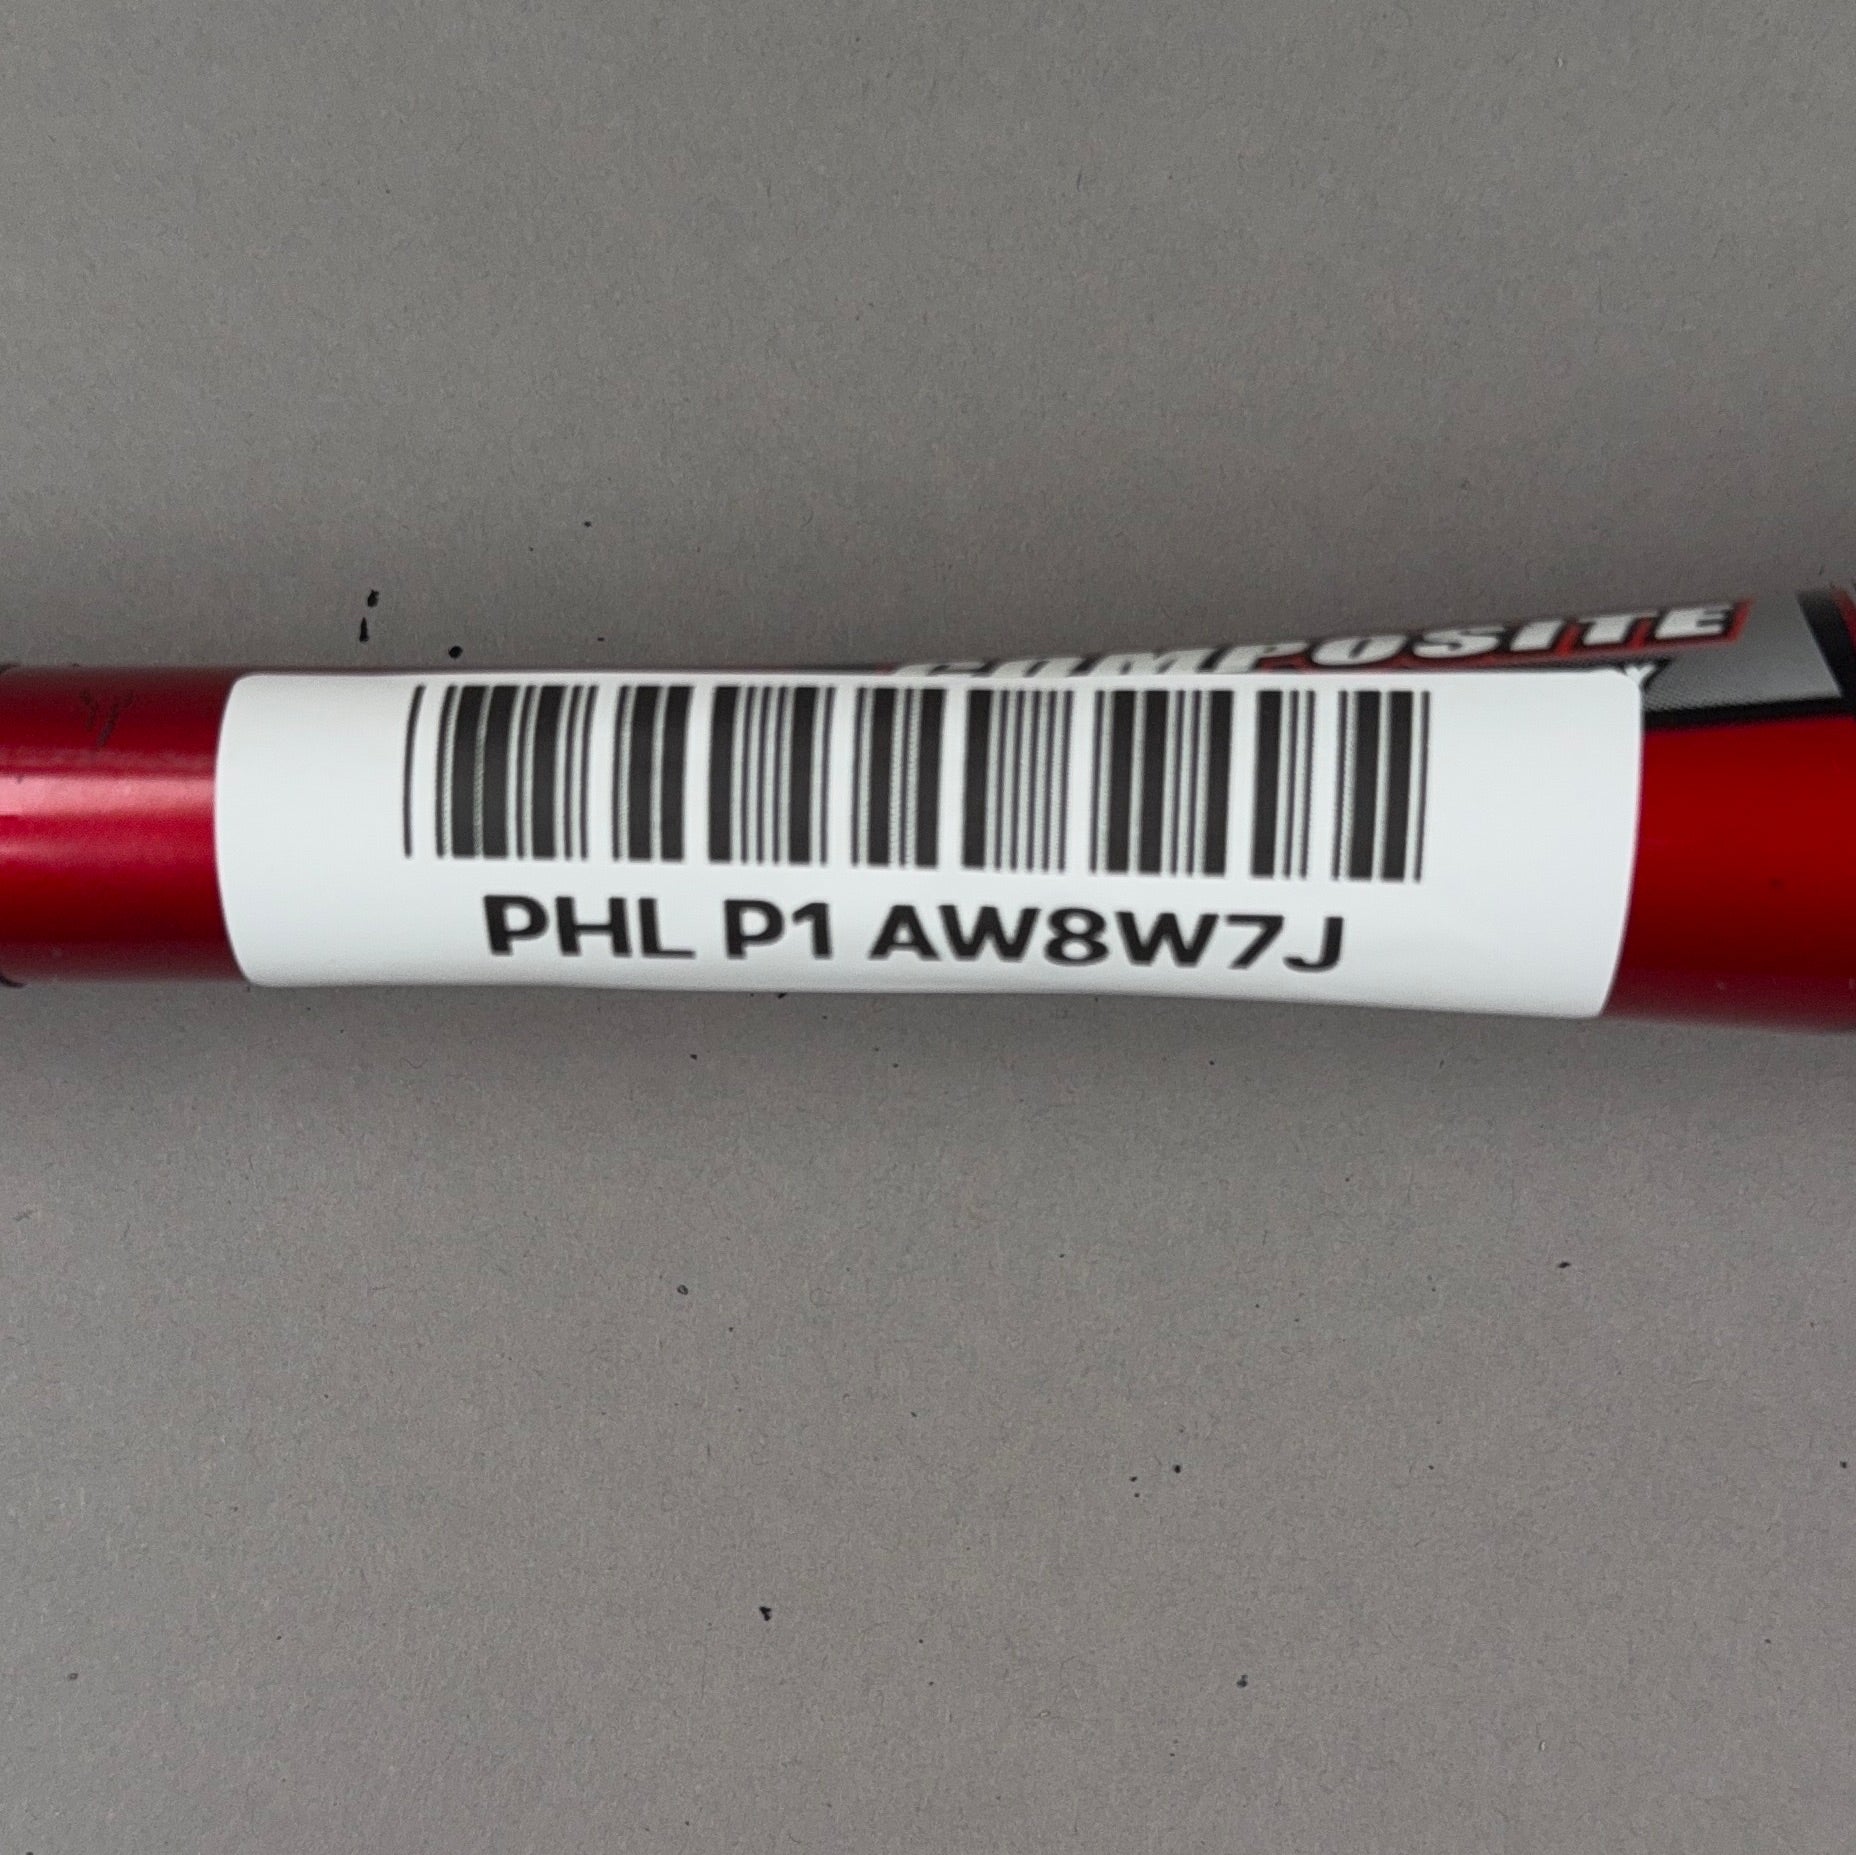 COMPOSITE
PHL P1 AW8W7J